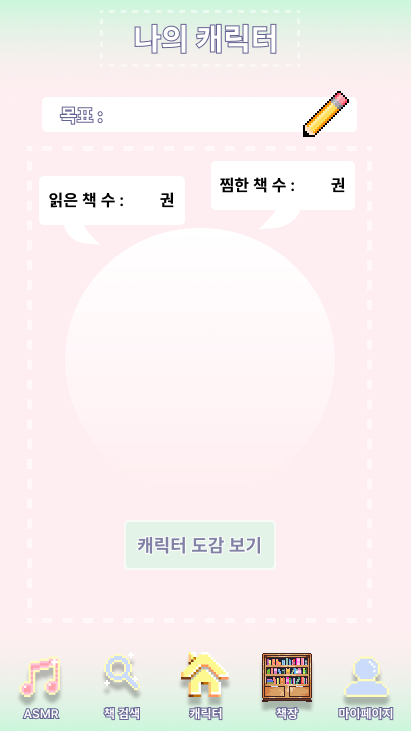 나의 캐릭터
목표 :
읽은 책 수 : 권
찜한 책 수 : 권
캐릭터 도감 보기
ASMR 책 검색 캐릭터 책장 마이페이지